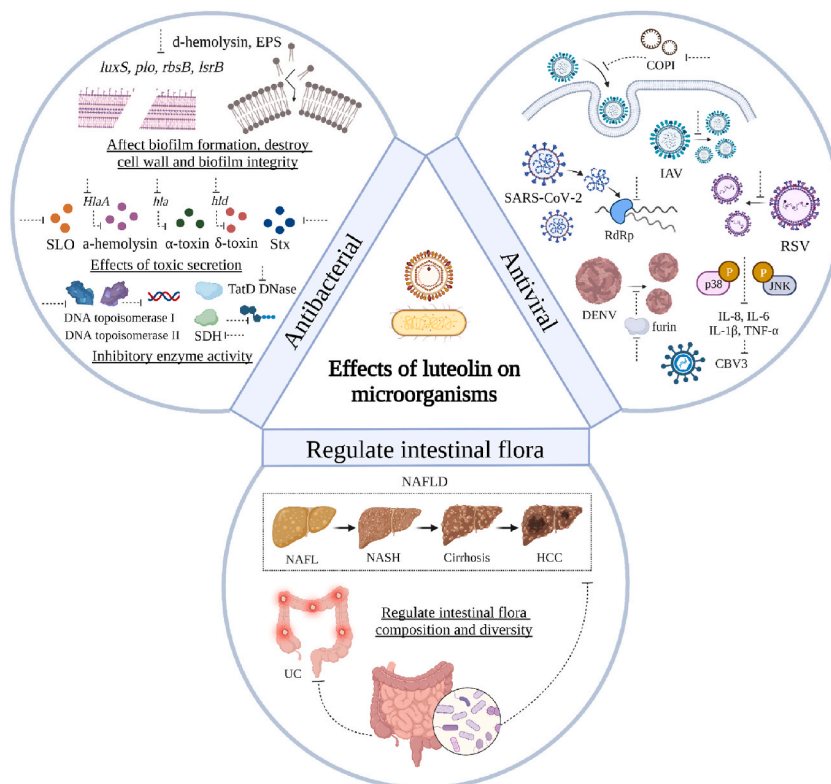 d-hemolysin, EPS
luxS, plo, rbsB, lsrB
Affect biofilm formation, destroy
cell wall and biofilm integrity
HlaA
hla
hld
SLO
a-hemolysin
α-toxin
δ-toxin
Stx
Effects of toxic secretion
TatD DNase
DNA topoisomerase I
DNA topoisomerase II
SDH
Inhibitory enzyme activity
Antibacterial
COPI
IAV
SARS-CoV-2
RdRp
RSV
P
P
p38
JNK
DENV
furin
IL-8, IL-6
IL-1β, TNF-α
CBV3
Antiviral
Effects of luteolin on
microorganisms
Regulate intestinal flora
NAFLD
NAFL
NASH
Cirrhosis
HCC
Regulate intestinal flora
composition and diversity
UC